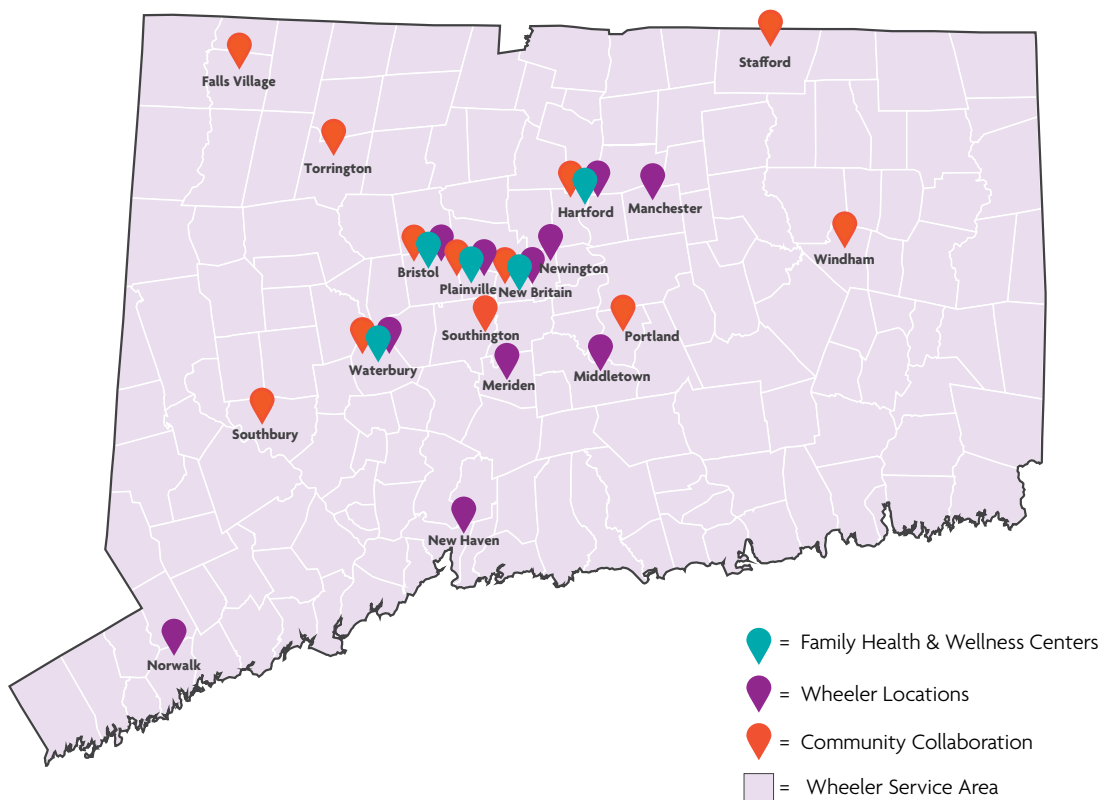 Stafford
Falls Village
Torrington
Hartford
Manchester
Windham
Bristol
Newington
Plainville
New Britain
Southington
Portland
Waterbury
Meriden
Middletown
Southbury
New Haven
Norwalk
= Family Health & Wellness Centers
= Wheeler Locations
= Community Collaboration
= Wheeler Service Area